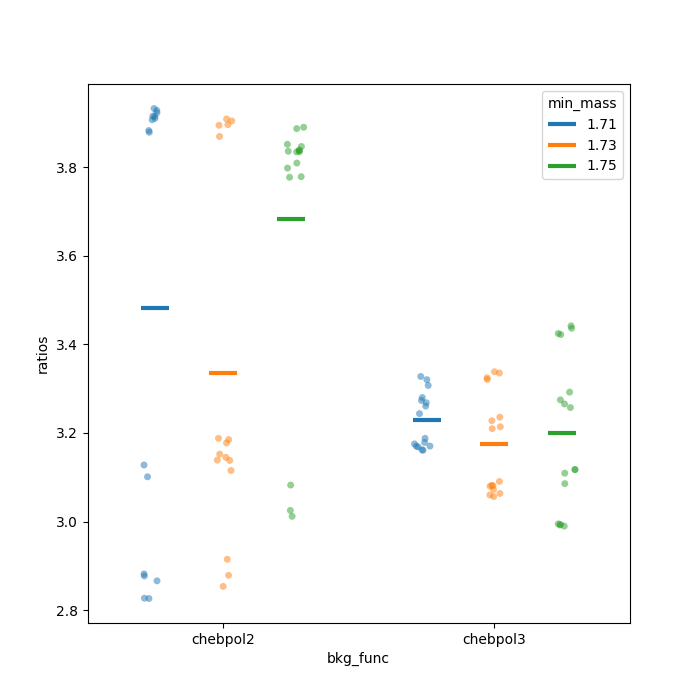 min_mass
1.71
1.73
1.75
3.8
3.6
3.4
3.2
3.0
2.8
ratios
chebpol2 chebpol3
bkg_func